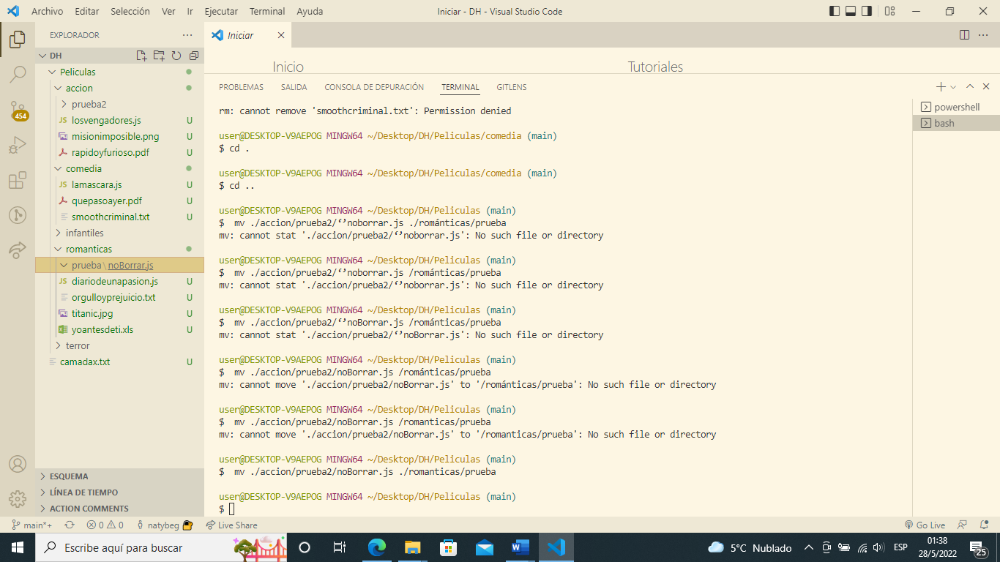 Archivo Editar Selección Ver Ir Ejecutar Terminal Ayuda
Iniciar - DH - Visual Studio Code
EXPLORADOR
DH
Peliculas
accion
prueba2
JS losvengadores.js U
misionimposible.png U
rapidoyfurioso.pdf U
comedia
JS lamascara.js U
quepasoayer.pdf U
smoothcriminal.txt U
infantiles
romanticas
prueba \ noBorrar.js
JS diariodeunapasion.js U
orgulloyprejuicio.txt U
titanic.jpg U
yoantesdeti.xls U
terror
camadax.txt U
454
ESQUEMA
LÍNEA DE TIEMPO
ACTION COMMENTS
Iniciar
Inicio
Tutoriales
PROBLEMAS SALIDA CONSOLA DE DEPURACIÓN TERMINAL GITLENS
rm: cannot remove 'smoothcriminal.txt': Permission denied
user@DESKTOP-V9AEPOG MINGW64 ~/Desktop/DH/Peliculas/comedia (main)
$ cd .
user@DESKTOP-V9AEPOG MINGW64 ~/Desktop/DH/Peliculas/comedia (main)
$ cd ..
user@DESKTOP-V9AEPOG MINGW64 ~/Desktop/DH/Peliculas (main)
$  mv ./accion/prueba2/‘’noborrar.js ./románticas/prueba
mv: cannot stat './accion/prueba2/‘’noborrar.js': No such file or directory
user@DESKTOP-V9AEPOG MINGW64 ~/Desktop/DH/Peliculas (main)
$  mv ./accion/prueba2/‘’noborrar.js /románticas/prueba
mv: cannot stat './accion/prueba2/‘’noborrar.js': No such file or directory
user@DESKTOP-V9AEPOG MINGW64 ~/Desktop/DH/Peliculas (main)
$  mv ./accion/prueba2/‘’noBorrar.js /románticas/prueba
mv: cannot stat './accion/prueba2/‘’noBorrar.js': No such file or directory
user@DESKTOP-V9AEPOG MINGW64 ~/Desktop/DH/Peliculas (main)
$  mv ./accion/prueba2/noBorrar.js /románticas/prueba
mv: cannot move './accion/prueba2/noBorrar.js' to '/románticas/prueba': No such file or directory
user@DESKTOP-V9AEPOG MINGW64 ~/Desktop/DH/Peliculas (main)
$  mv ./accion/prueba2/noBorrar.js /romanticas/prueba
mv: cannot move './accion/prueba2/noBorrar.js' to '/romanticas/prueba': No such file or directory
user@DESKTOP-V9AEPOG MINGW64 ~/Desktop/DH/Peliculas (main)
$  mv ./accion/prueba2/noBorrar.js ./romanticas/prueba
user@DESKTOP-V9AEPOG MINGW64 ~/Desktop/DH/Peliculas (main)
$
powershell
bash
main*+ 0 0 natybeg Live Share
Go Live
Escribe aquí para buscar
5°C Nublado
ESP
01:38
28/5/2022
25